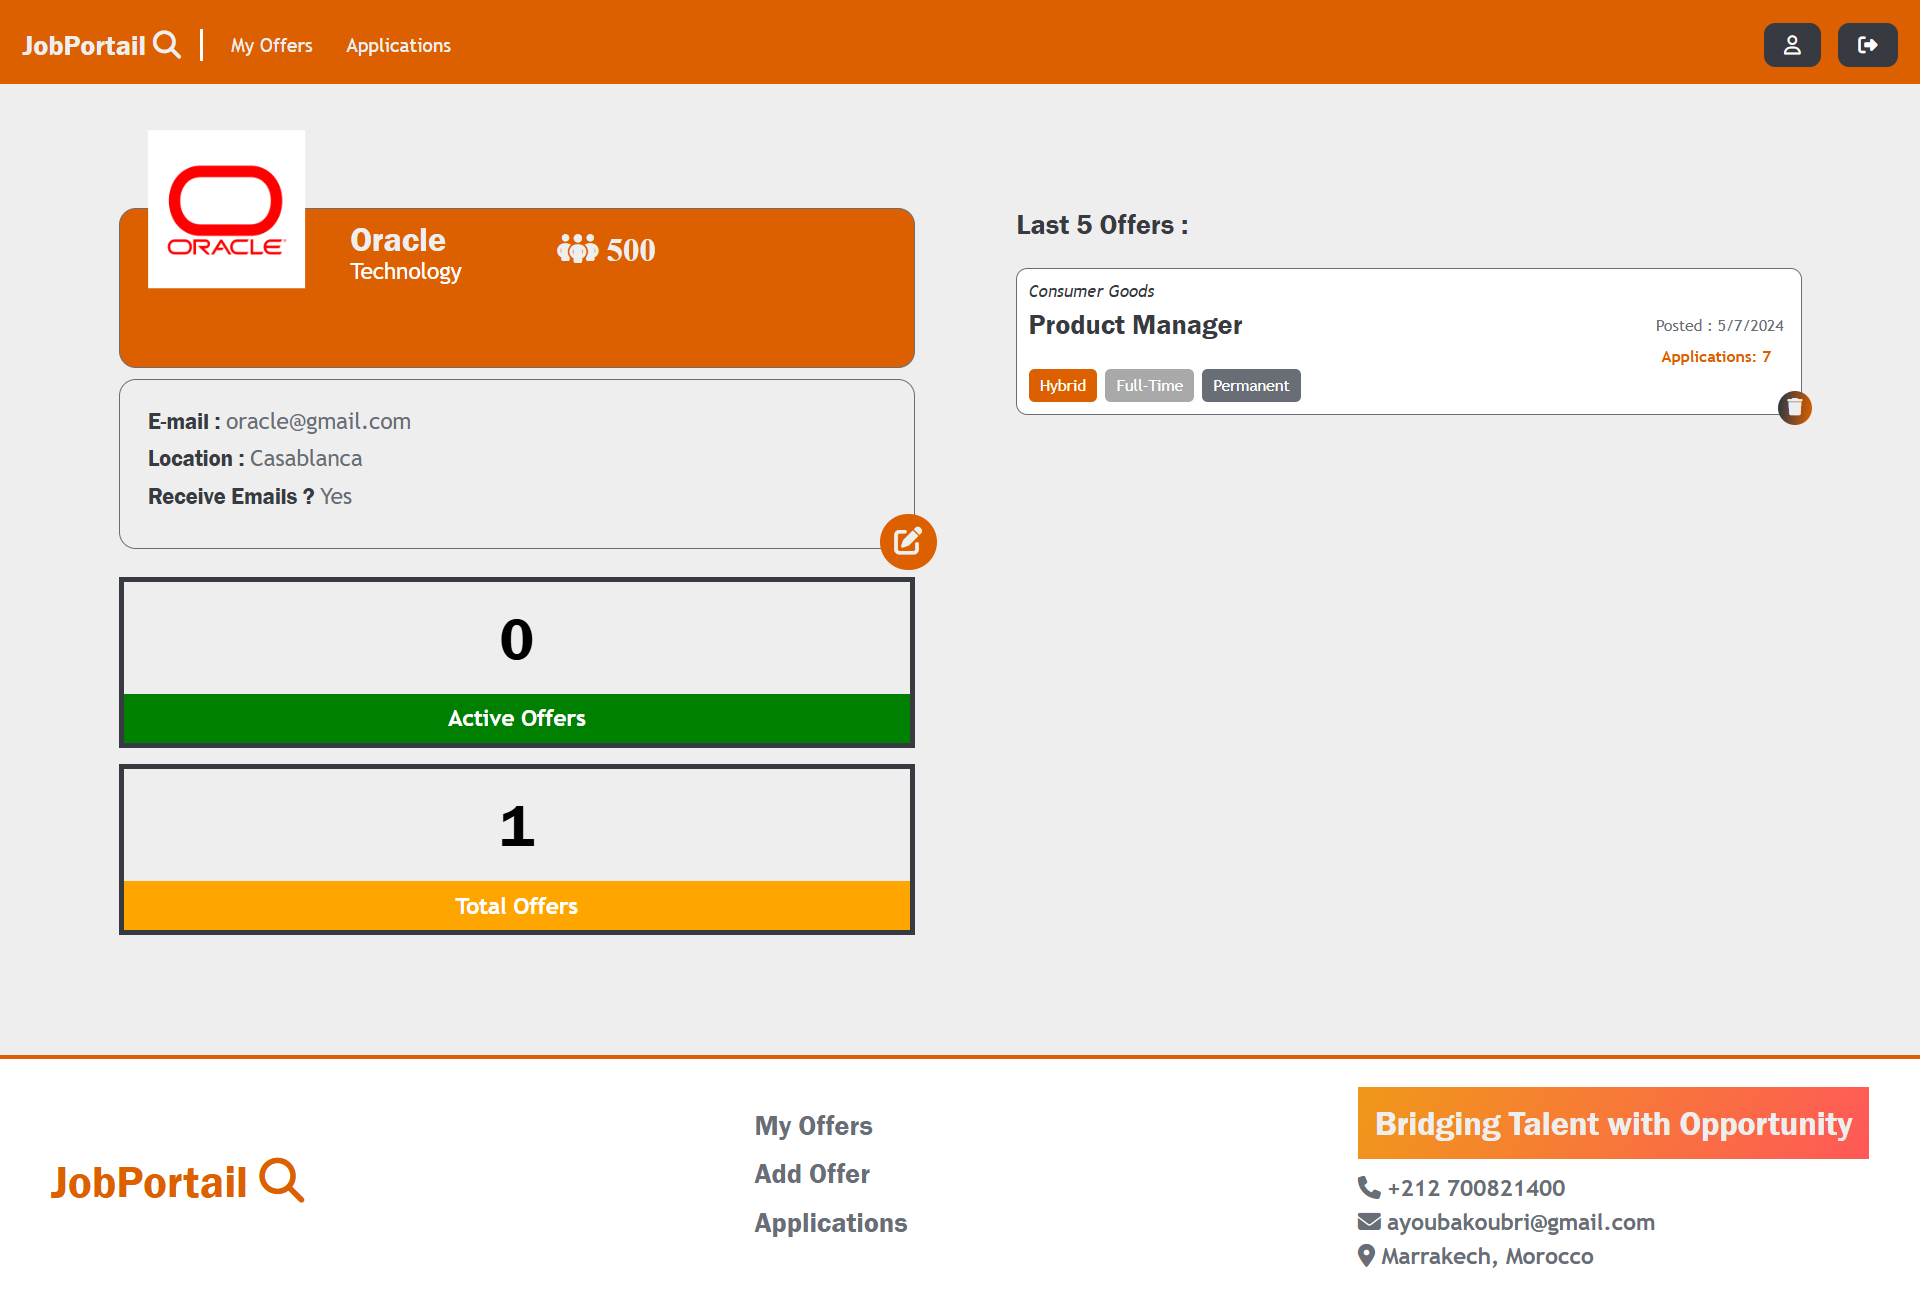 JobPortail
My Offers
Applications
ORACLE
Oracle
Technology
500
E-mail : oracle@gmail.com
Location : Casablanca
Receive Emails ? Yes
0
Active Offers
1
Total Offers
Last 5 Offers :
Consumer Goods
Product Manager
Posted : 5/7/2024
Applications: 7
Hybrid
Full-Time
Permanent
JobPortail
My Offers
Add Offer
Applications
Bridging Talent with Opportunity
+212 700821400
ayoubakoubri@gmail.com
Marrakech, Morocco